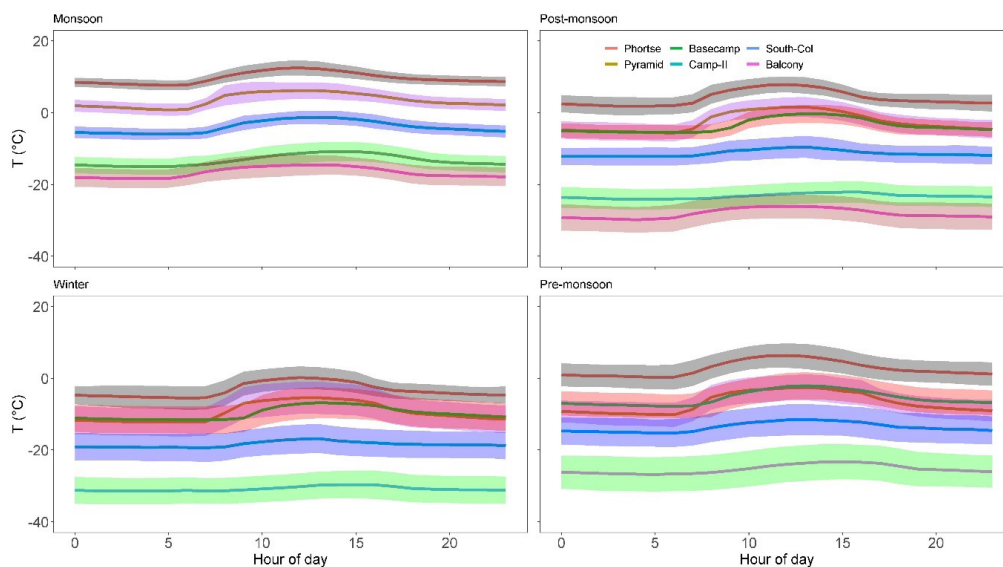 Monsoon
Post-monsoon
Phortse
Basecamp
South-Col
Pyramid
Camp-II
Balcony
20
0
-20
-40
T (°C)
Winter
Pre-monsoon
20
0
-20
-40
T (°C)
0 5 10 15 20
0 5 10 15 20
Hour of day
Hour of day